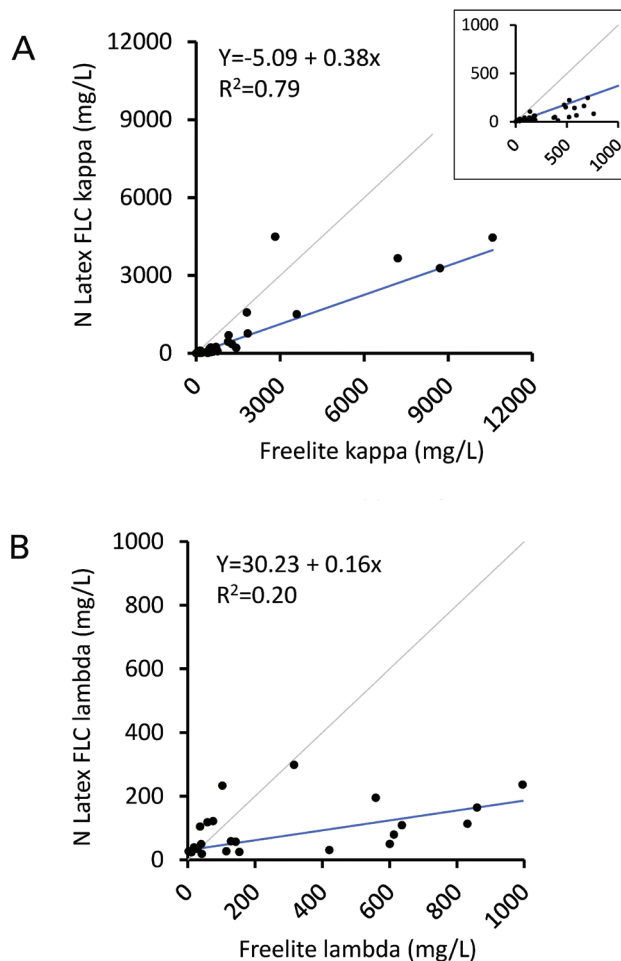 A
Y=-5.09 + 0.38x
R²=0.79
N Latex FLC kappa (mg/L)
12000
9000
6000
3000
0
0 3000 6000 9000 12000
Freelite kappa (mg/L)
1000
500
0
0 500 1000
B
Y=30.23 + 0.16x
R²=0.20
N Latex FLC lambda (mg/L)
1000
800
600
400
200
0
0 200 400 600 800 1000
Freelite lambda (mg/L)